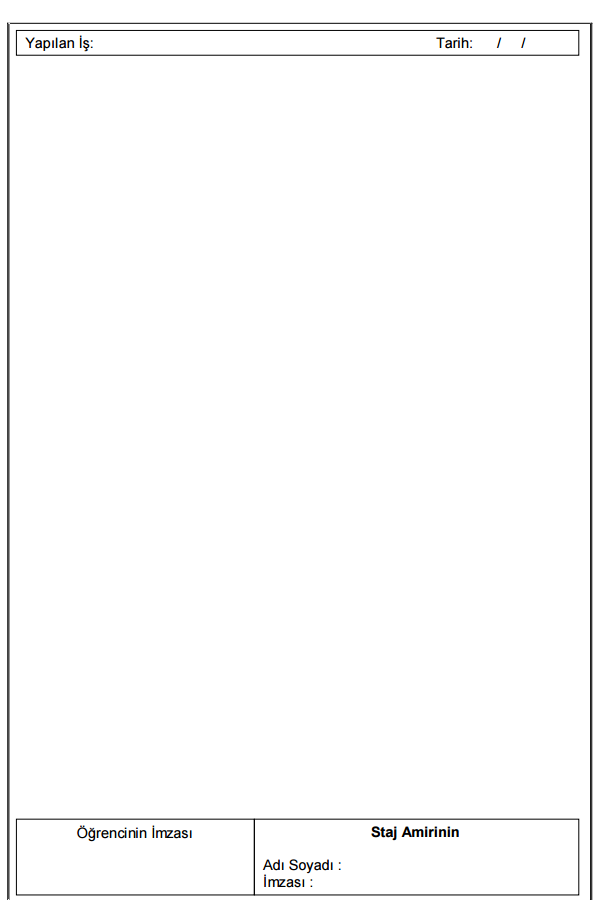 Yapılan İş: Tarih: / /
Öğrencinin İmzası
Staj Amirinin
Adı Soyadı :
İmzası :